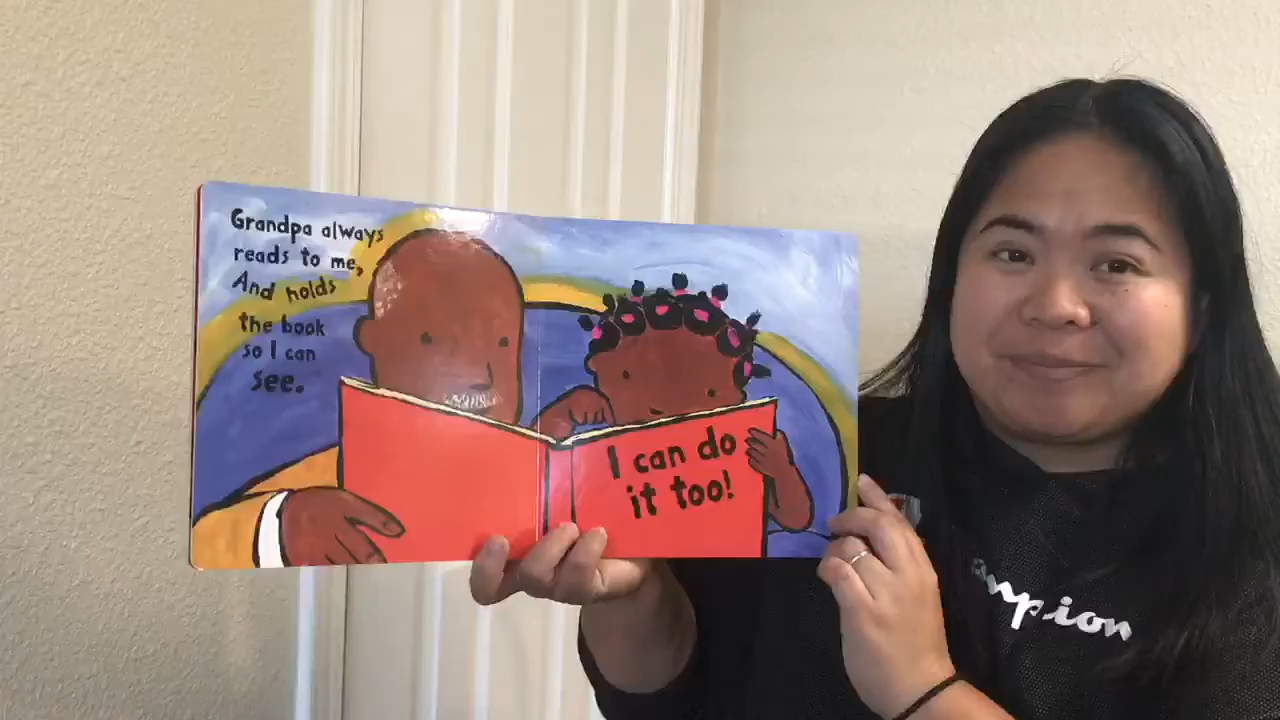 Grandpa always
reads to me,
And holds
the book
so I can
see.
I can do
it too!